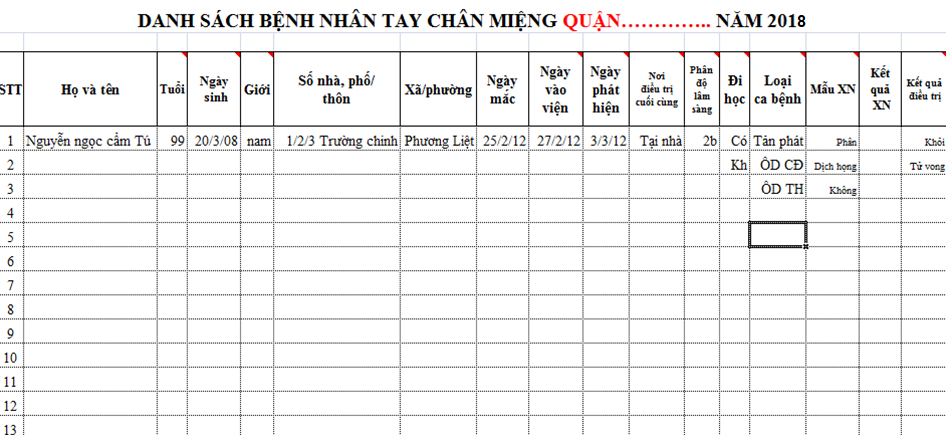 DANH SÁCH BỆNH NHÂN TAY CHÂN MIỆNG QUẬN………….. NĂM 2018
STT Họ và tên Tuổi Ngày sinh Giới Số nhà, phố/ thôn Xã/phường Ngày mắc Ngày vào viện Ngày phát hiện Nơi điều trị cuối cùng Phân độ lâm sàng Đi học Loại ca bệnh Mẫu XN Kết quả XN Kết quả điều trị
1 Nguyễn ngọc cẩm Tú 99 20/3/08 nam 1/2/3 Trường chinh Phương Liệt 25/2/12 27/2/12 3/3/12 Tại nhà 2b Có Tản phát Phân Khỏi
2 Kh ÔD CĐ Dịch họng Tử vong
3 ÔD TH Không
4
5
6
7
8
9
10
11
12
13